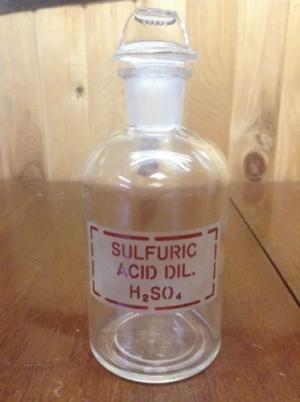 SULFURIC
ACID DIL.
H₂SO₄